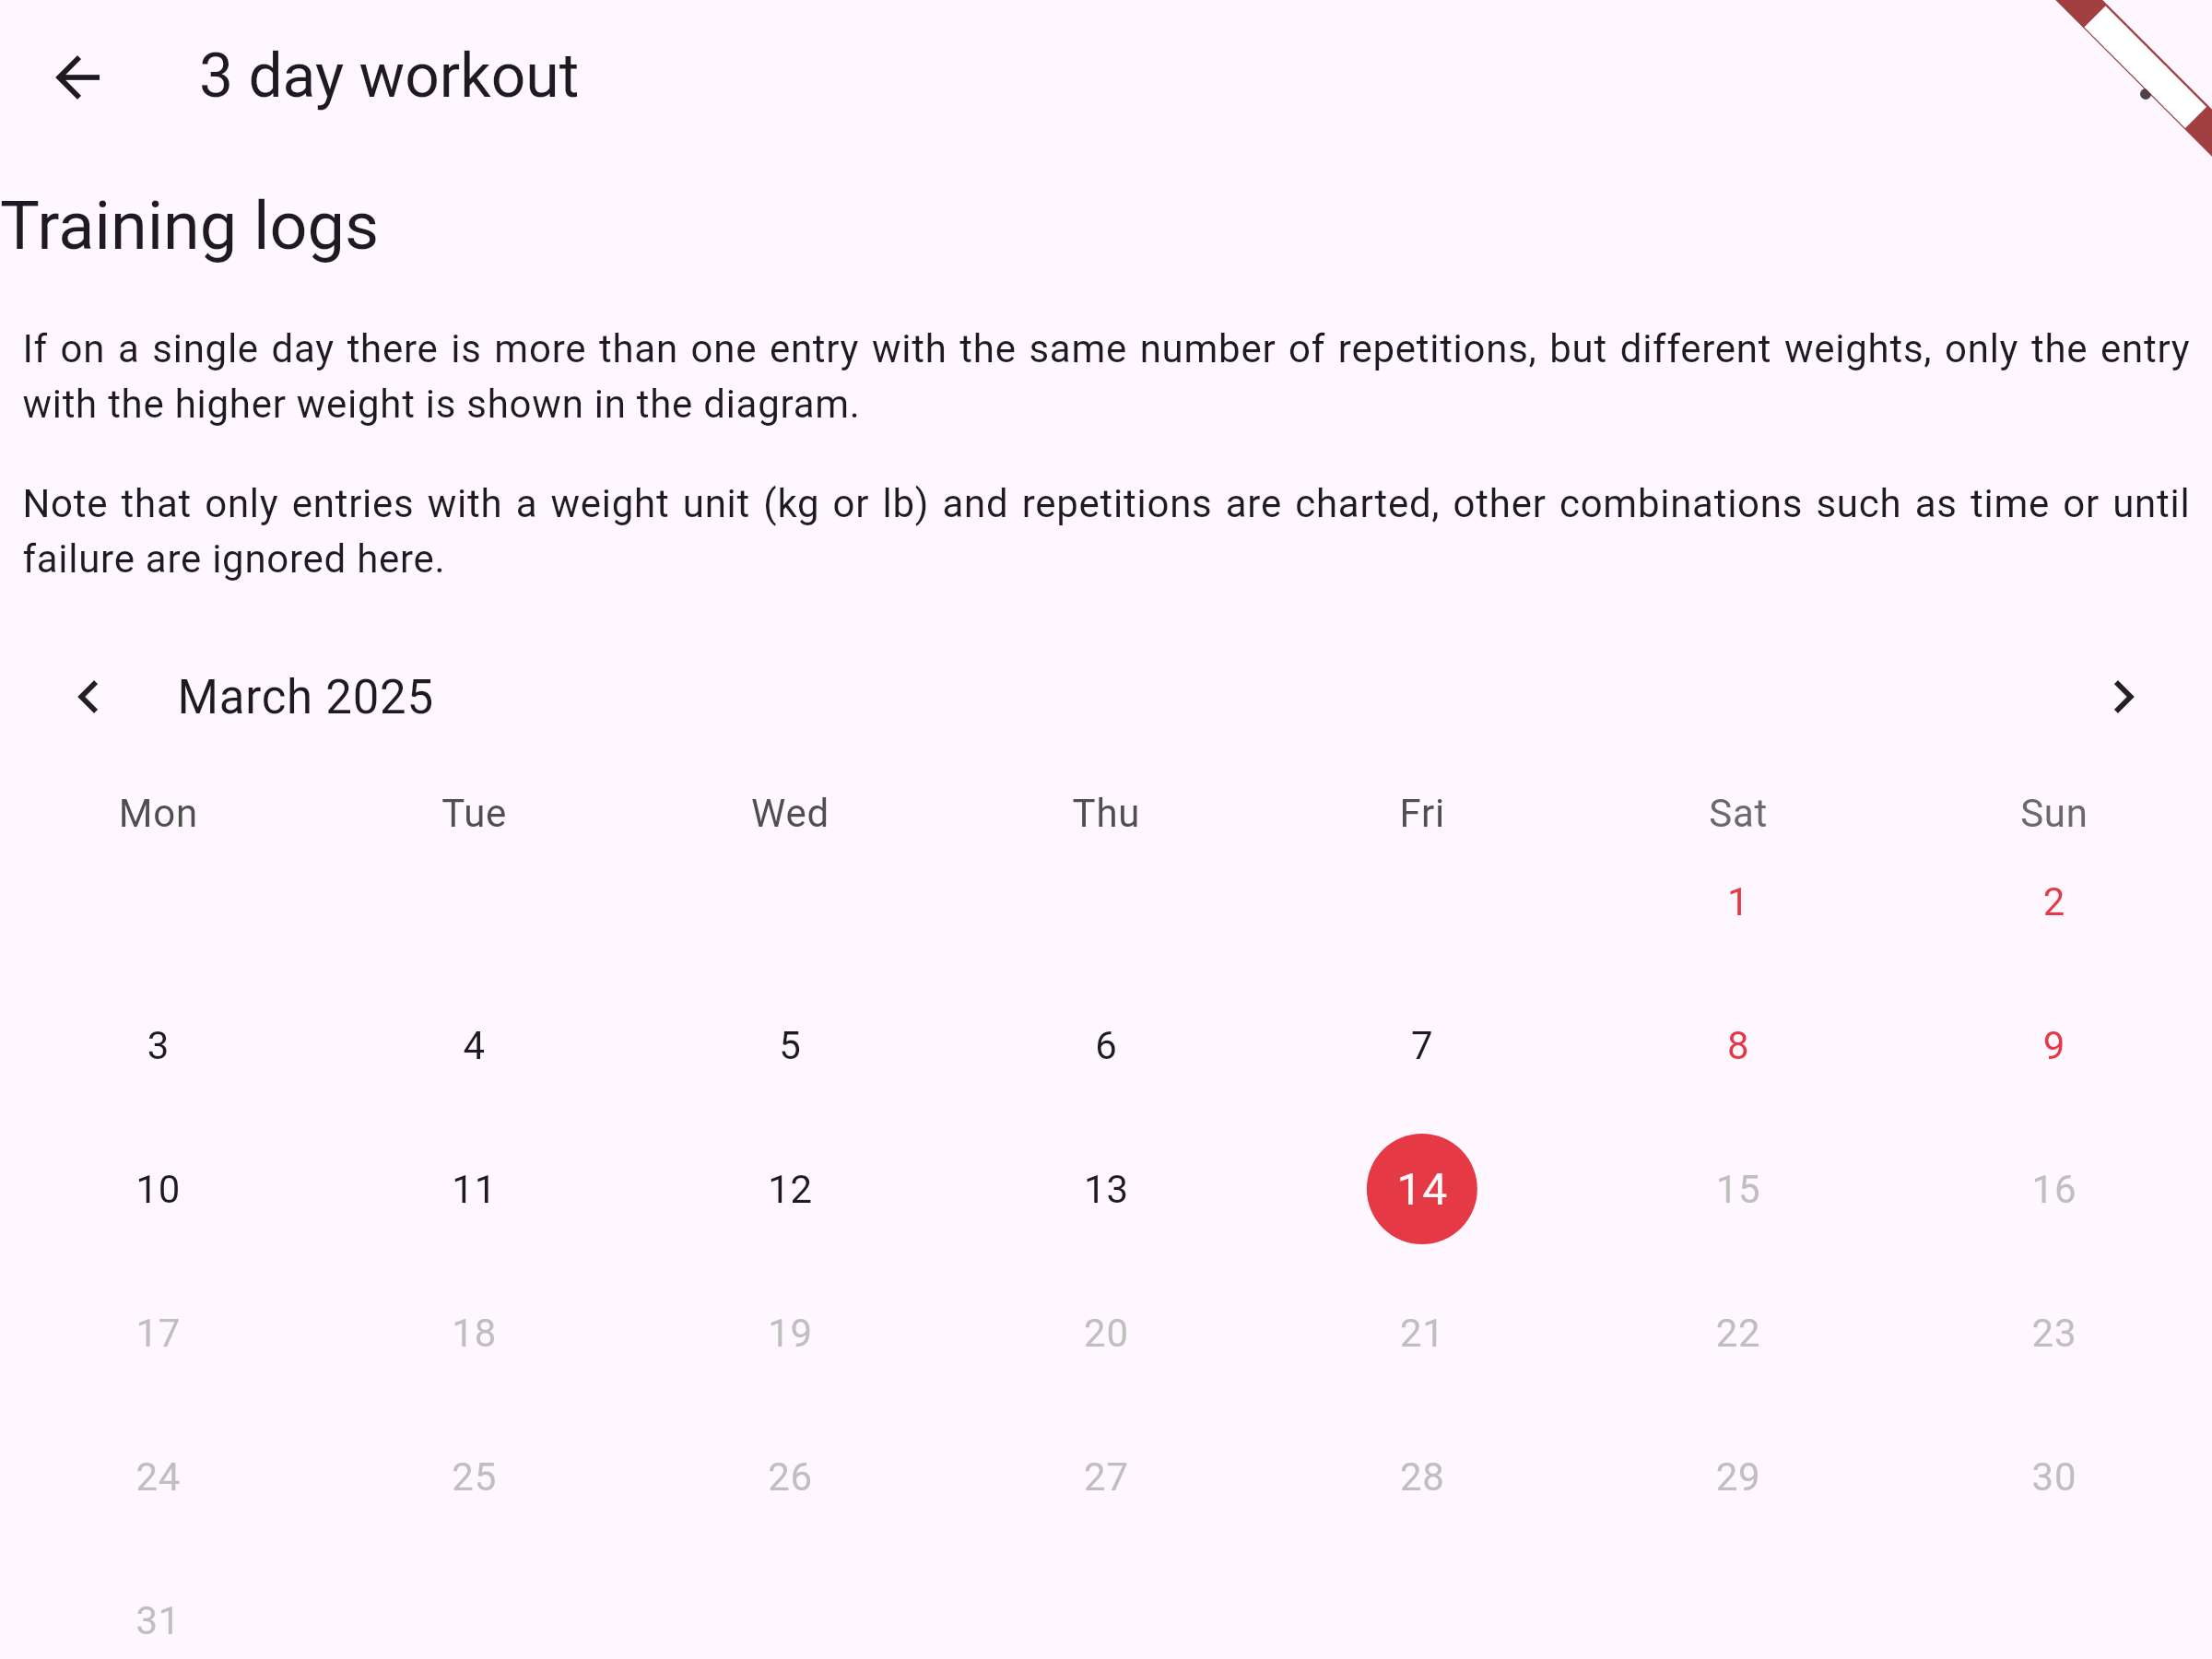 3 day workout
Training logs
If on a single day there is more than one entry with the same number of repetitions, but different weights, only the entry
with the higher weight is shown in the diagram.
Note that only entries with a weight unit (kg or lb) and repetitions are charted, other combinations such as time or until
failure are ignored here.
March 2025
Mon Tue Wed Thu Fri Sat Sun
1 2
3 4 5 6 7 8 9
10 11 12 13 14 15 16
17 18 19 20 21 22 23
24 25 26 27 28 29 30
31